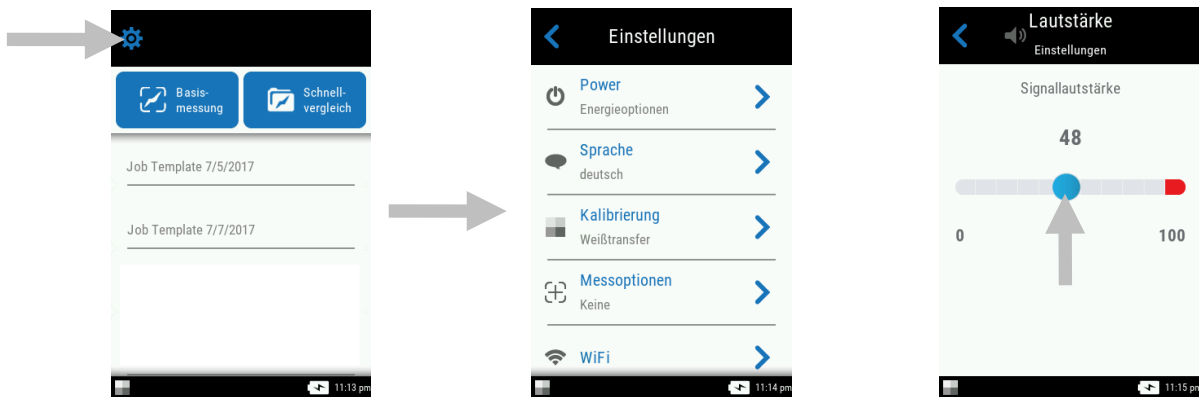 Basis-
messung
Schnell-
vergleich
Job Template 7/5/2017
Job Template 7/7/2017
11:13 pm
Einstellungen
Power
Energieoptionen
Sprache
deutsch
Kalibrierung
Weißtransfer
Messoptionen
Keine
WiFi
11:14 pm
Lautstärke
Einstellungen
Signallautstärke
48
0
100
11:15 pm